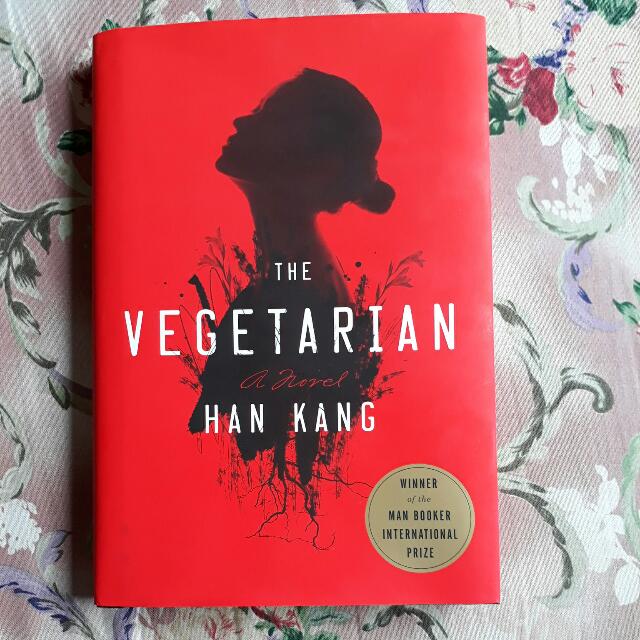 THE
VEGETARIAN
A Novel
HAN KANG
WINNER
of the
MAN BOOKER
INTERNATIONAL
PRIZE